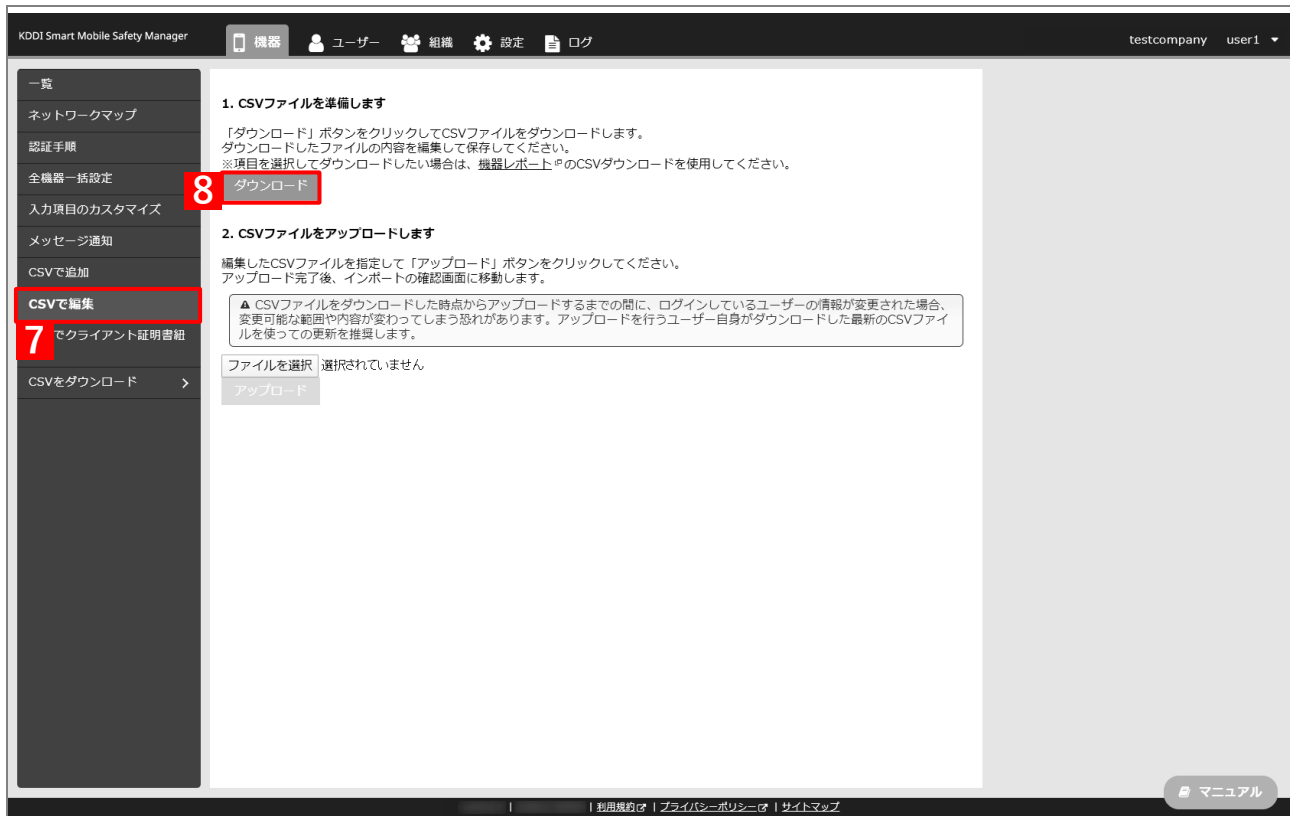 KDDI Smart Mobile Safety Manager
機器
ユーザー
組織
設定
ログ
testcompany user1
一覧
ネットワークマップ
認証手順
全機器一括設定
入力項目のカスタマイズ
メッセージ通知
CSVで追加
CSVで編集
7
でクライアント証明書紐
CSVをダウンロード
1. CSVファイルを準備します
「ダウンロード」ボタンをクリックしてCSVファイルをダウンロードします。
ダウンロードしたファイルの内容を編集して保存してください。
※項目を選択してダウンロードしたい場合は、機器レポートのCSVダウンロードを使用してください。
8
ダウンロード
2. CSVファイルをアップロードします
編集したCSVファイルを指定して「アップロード」ボタンをクリックしてください。
アップロード完了後、インポートの確認画面に移動します。
CSVファイルをダウンロードした時点からアップロードするまでの間に、ログインしているユーザーの情報が変更された場合、
変更可能な範囲や内容が変わってしまう恐れがあります。アップロードを行うユーザー自身がダウンロードした最新のCSVファイ
ルを使っての更新を推奨します。
ファイルを選択 選択されていません
アップロード
マニュアル
| | 利用規約 | プライバシーポリシー | サイトマップ